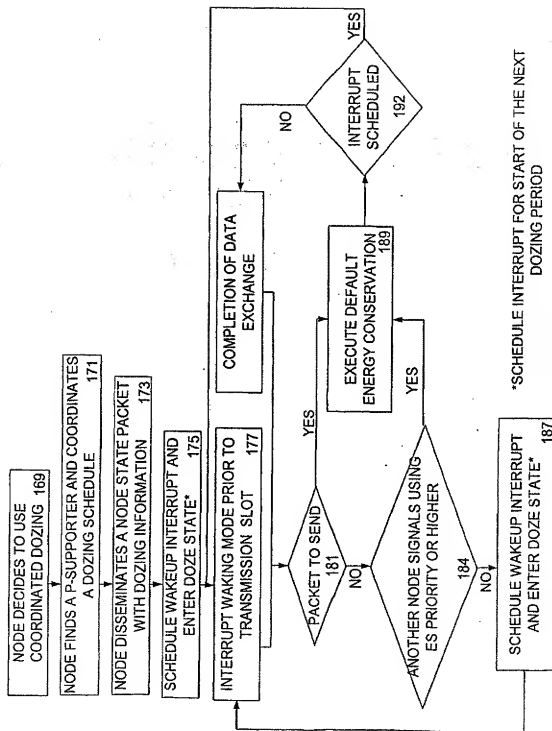 NODE DECIDES TO USE
COORDINATED DOZING 169
NODE FINDS A P-SUPPORTER AND COORDINATES
A DOZING SCHEDULE 171
NODE DISSEMINATES A NODE STATE PACKET
WITH DOZING INFORMATION 173
SCHEDULE WAKEUP INTERRUPT AND
ENTER DOZE STATE* 175
INTERRUPT WAKING MODE PRIOR TO
TRANSMISSION SLOT 177
COMPLETION OF DATA
EXCHANGE
PACKET TO SEND
181
YES
NO
ANOTHER NODE SIGNALS USING
ES PRIORITY OR HIGHER
184
YES
NO
EXECUTE DEFAULT
ENERGY CONSERVATION
189
INTERRUPT
SCHEDULED
192
NO
YES
SCHEDULE WAKEUP INTERRUPT
AND ENTER DOZE STATE* 187
*SCHEDULE INTERRUPT FOR START OF THE NEXT
DOZING PERIOD